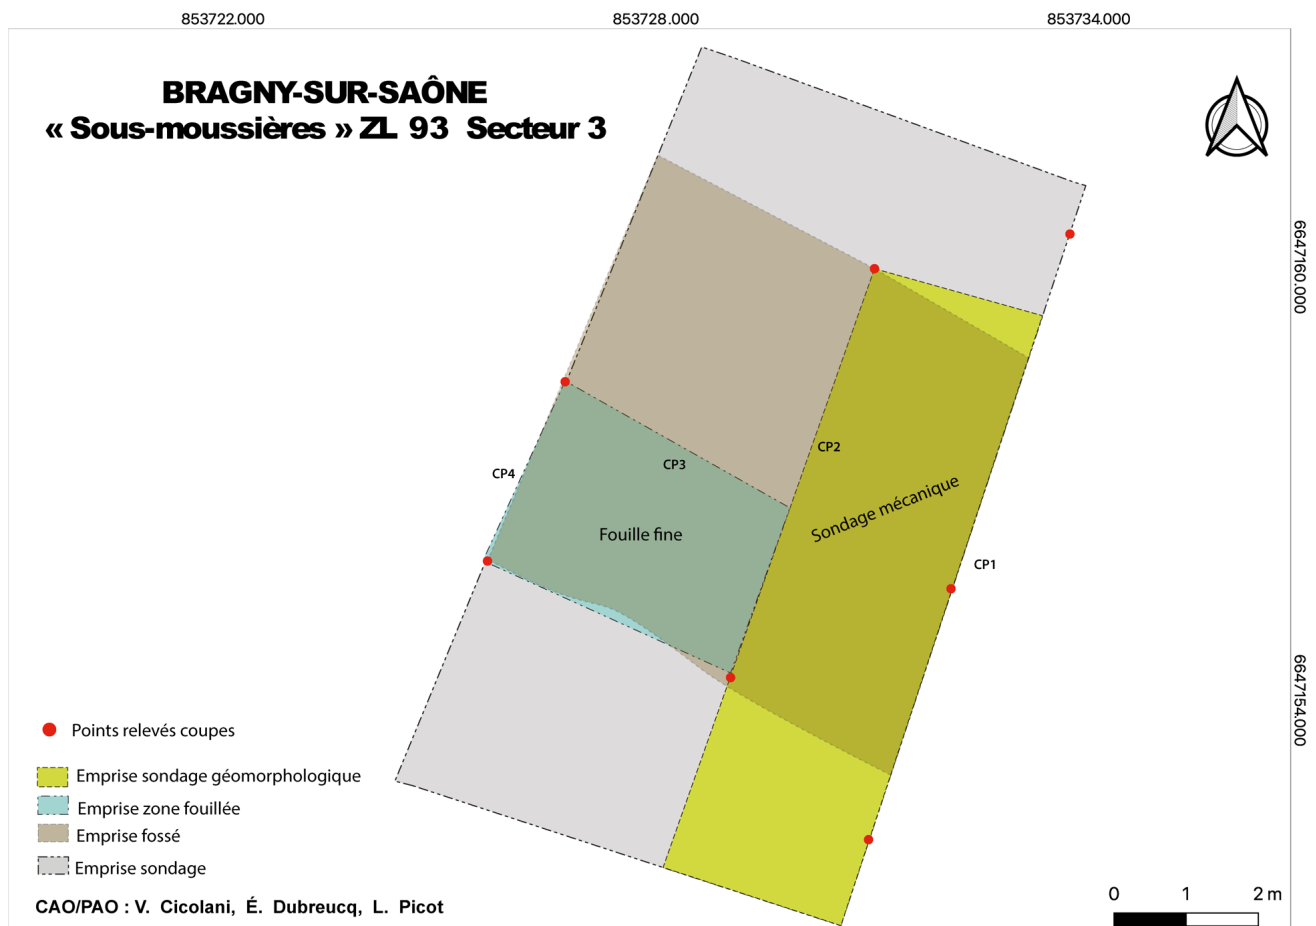 853722.000 853728.000 853734.000
BRAGNY-SUR-SAÔNE
« Sous-moussières » ZL 93 Secteur 3
6647160.000
CP2
CP3
CP4
Sondage mécanique
Fouille fine
CP1
6647154.000
Points relevés coupes
Emprise sondage géomorphologique
Emprise zone fouillée
Emprise fossé
Emprise sondage
0 1 2 m
CAO/PAO : V. Cicolani, É. Dubreucq, L. Picot